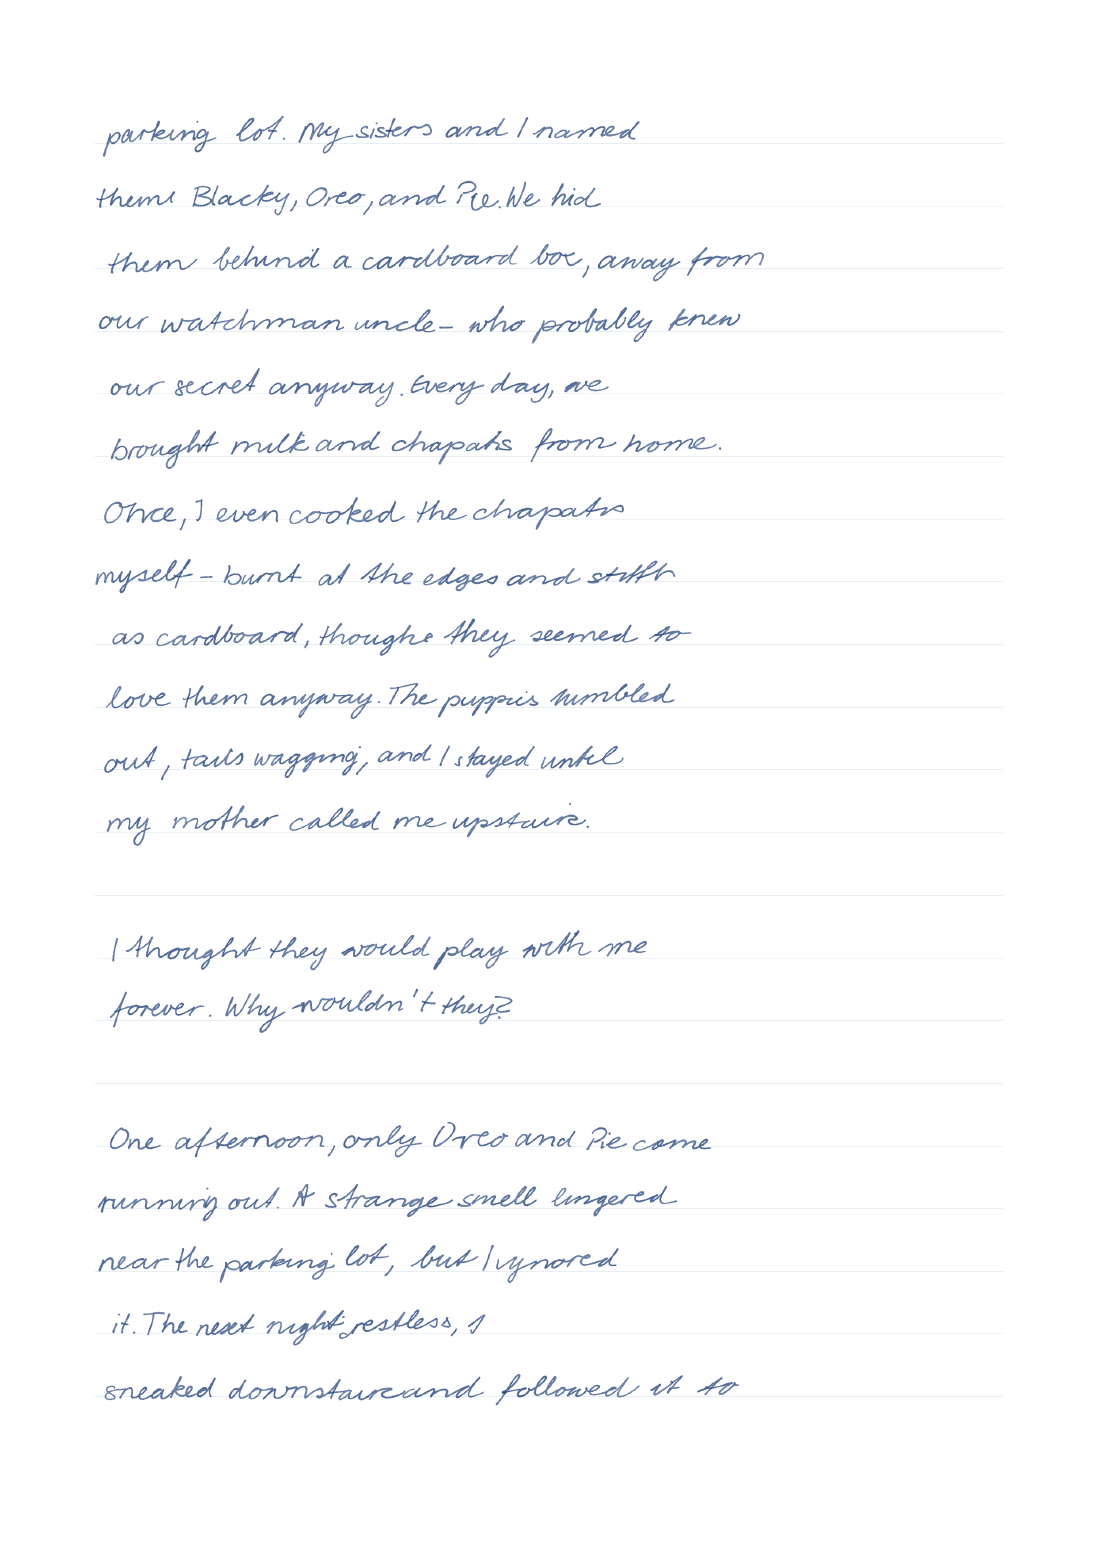 parking lot. My sisters and I named
them Blacky, Oreo, and Pie. We hid
them behind a cardboard box, away from
our watchman uncle – who probably knew
our secret anyway. Every day, we
brought milk and chapatis from home.
Once, I even cooked the chapatis
myself – burnt at the edges and stiff
as cardboard, though they seemed to
love them anyway. The puppies tumbled
out, tails wagging, and I stayed until
my mother called me upstairs.
I thought they would play with me
forever. Why wouldn't they?
One afternoon, only Oreo and Pie came
running out. A strange smell lingered
near the parking lot, but I ignored
it. The next night, restless, I
sneaked downstairs and followed it to